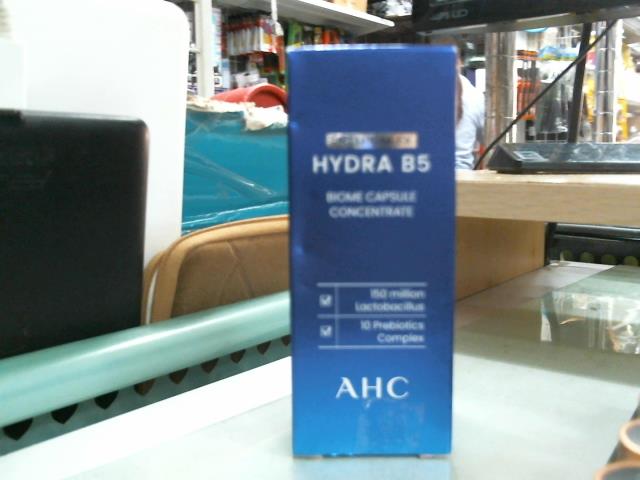 HYDRA B5
BIOME CAPSULE
CONCENTRATE
150 million
Lactobacillus
10 Prebiotics
Complex
AHC